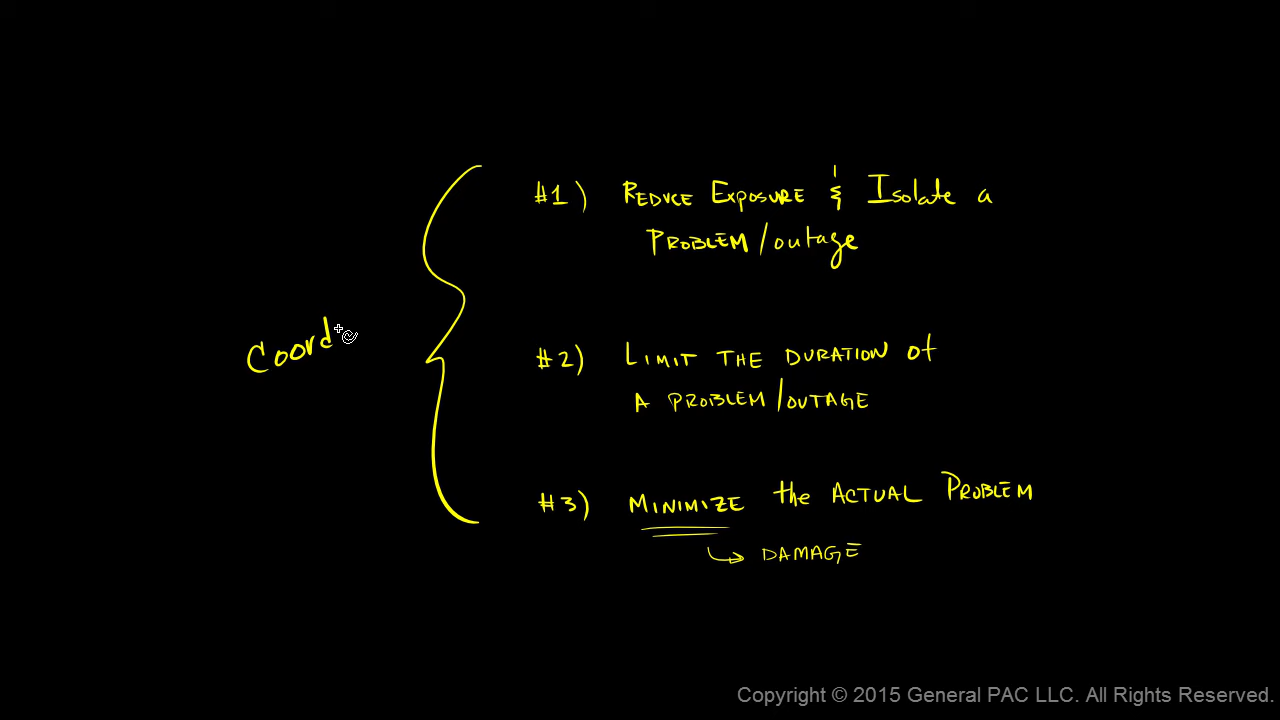 #1) REDUCE EXPOSURE & Isolate a
PROBLEM/outage
Coord
#2) LIMIT THE DURATION of
A PROBLEM/OUTAGE
#3) MINIMIZE the ACTUAL PROBLEM
↳ DAMAGE
Copyright © 2015 General PAC LLC. All Rights Reserved.